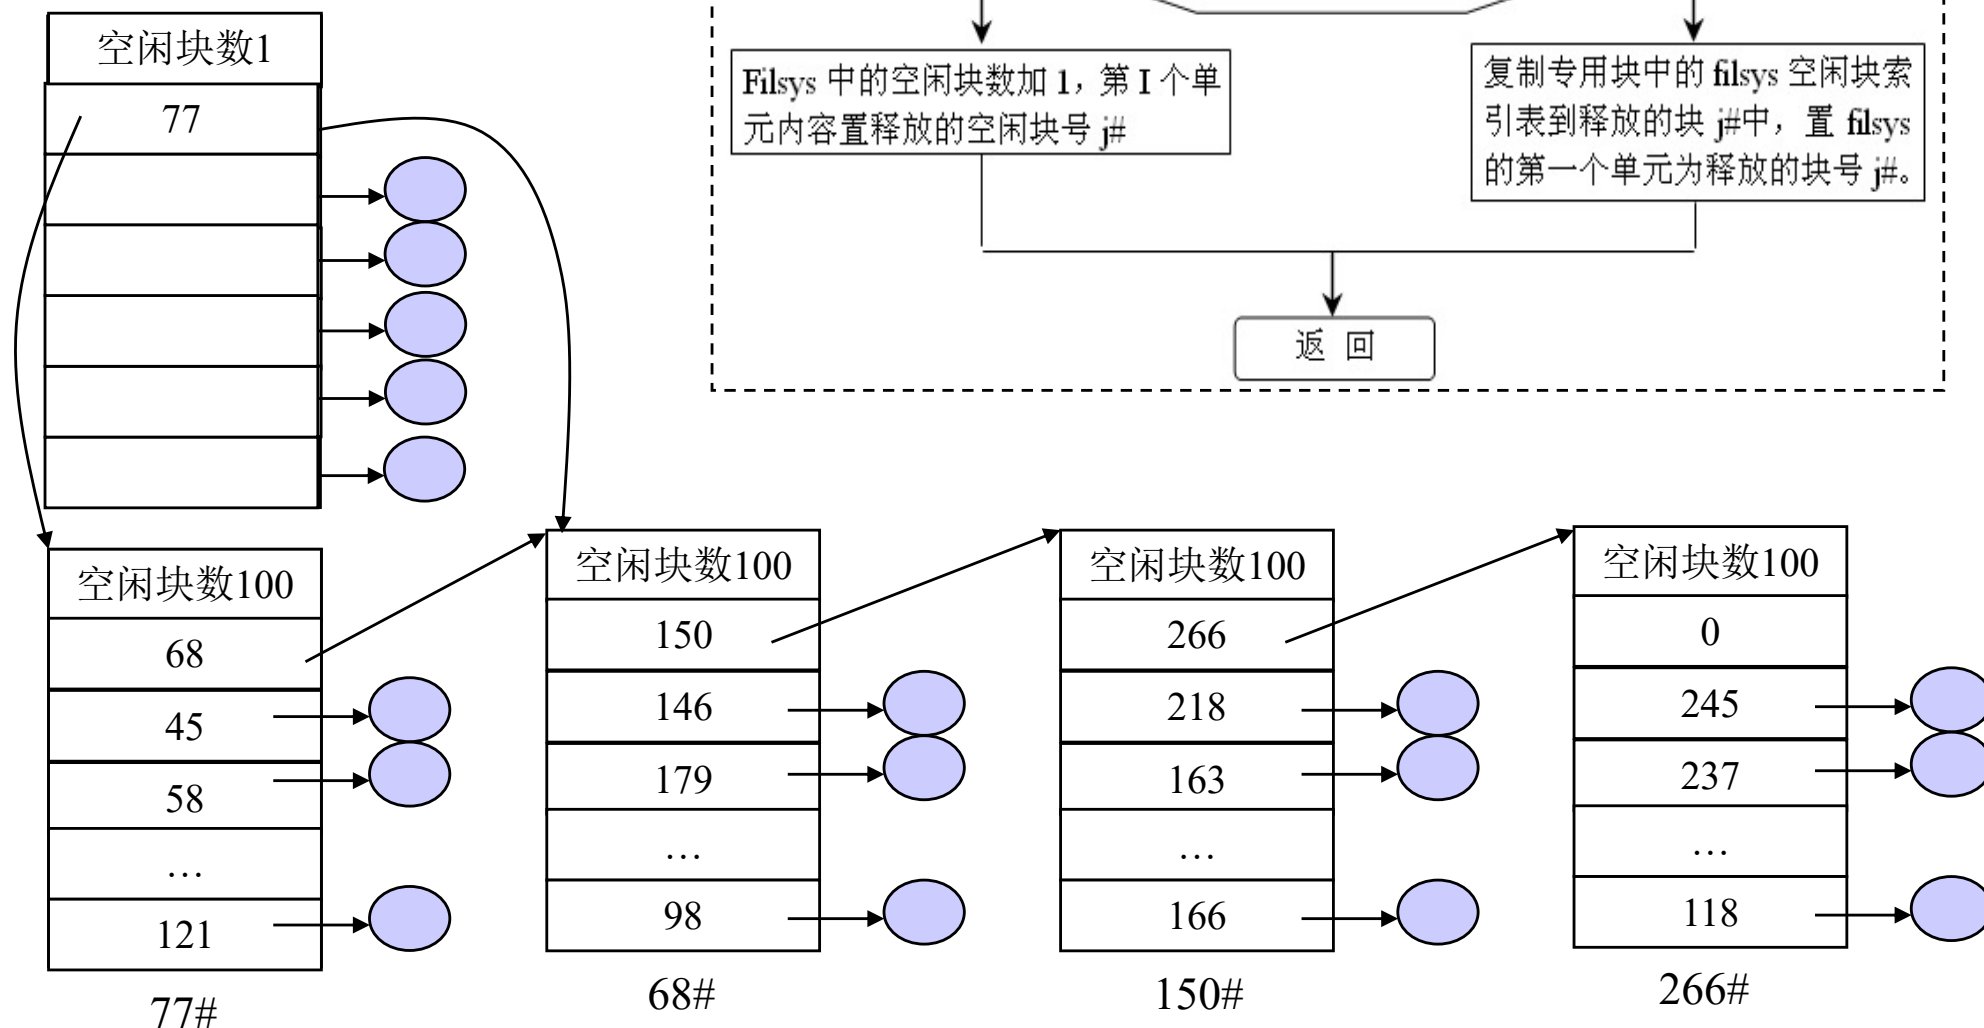 空闲块数1
77
Filsys 中的空闲块数加 1，第 I 个单
元内容置释放的空闲块号 j#
复制专用块中的 filsys 空闲块索
引表到释放的块 j#中，置 filsys
的第一个单元为释放的块号 j#。
返 回
空闲块数100
68
45
58
…
121
77#
空闲块数100
150
146
179
…
98
68#
空闲块数100
266
218
163
…
166
150#
空闲块数100
0
245
237
…
118
266#